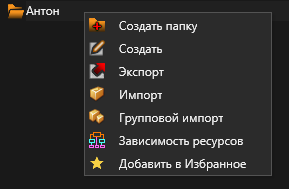 Антон
Создать папку
Создать
Экспорт
Импорт
Групповой импорт
Зависимость ресурсов
Добавить в Избранное